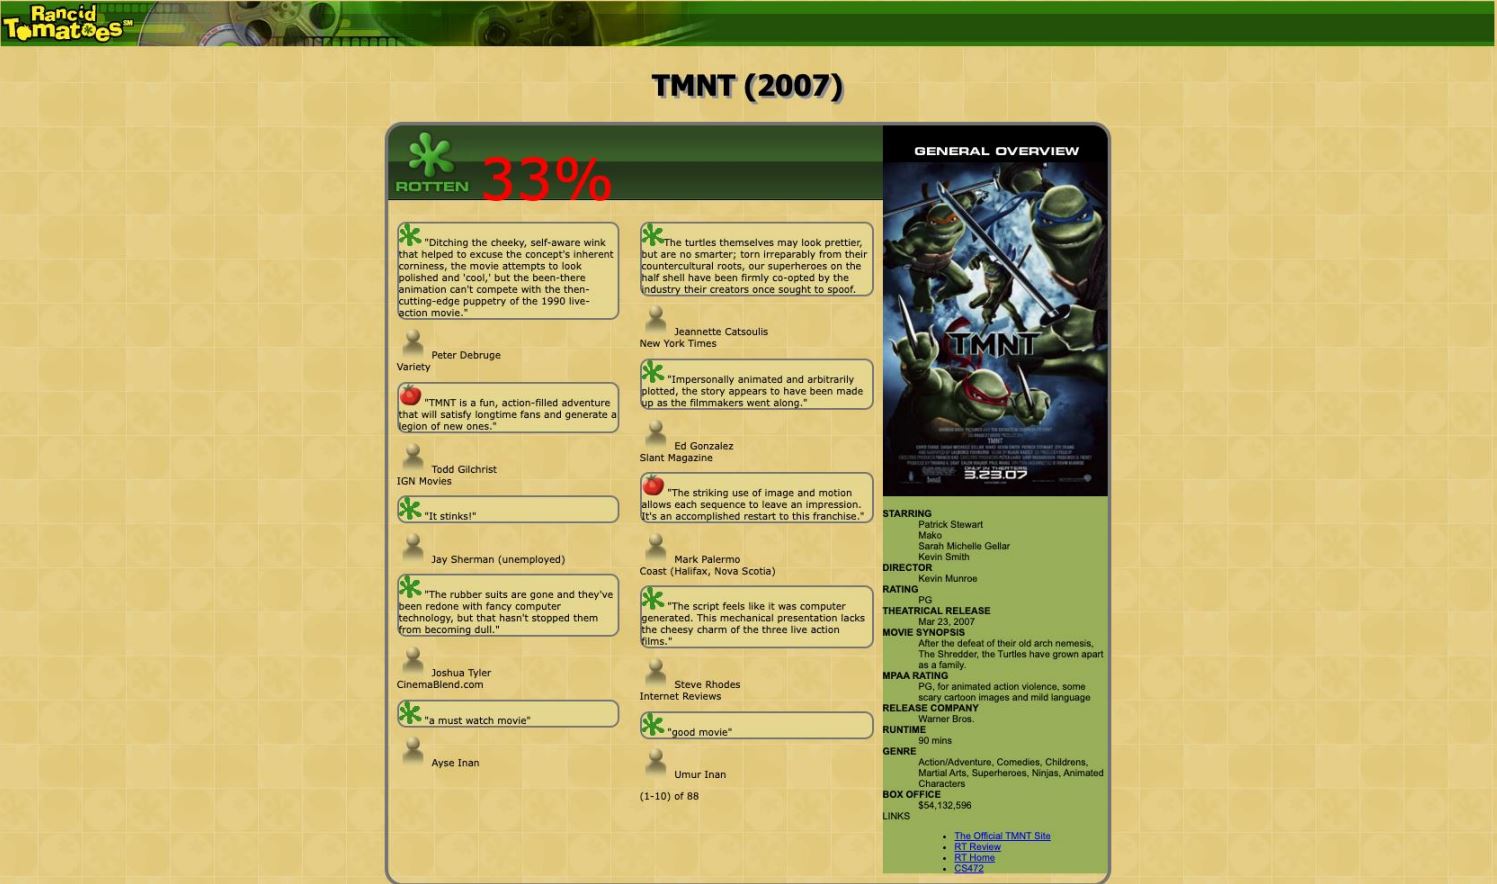 Rancid
Tomatoes SM
TMNT (2007)
ROTTEN 33%
"Ditching the cheeky, self-aware wink
that helped to excuse the concept's inherent
corniness, the movie attempts to look
polished and 'cool,' but the been-there
animation can't compete with the then-
cutting-edge puppetry of the 1990 live-
action movie."
Peter Debruge
Variety
"TMNT is a fun, action-filled adventure
that will satisfy longtime fans and generate a
legion of new ones."
Todd Gilchrist
IGN Movies
"It stinks!"
Jay Sherman (unemployed)
"The rubber suits are gone and they've
been redone with fancy computer
technology, but that hasn't stopped them
from becoming dull."
Joshua Tyler
CinemaBlend.com
"a must watch movie"
Ayse Inan
The turtles themselves may look prettier,
but are no smarter; torn irreparably from their
countercultural roots, our superheroes on the
half shell have been firmly co-opted by the
industry their creators once sought to spoof.
Jeannette Catsoulis
New York Times
"Impersonally animated and arbitrarily
plotted, the story appears to have been made
up as the filmmakers went along."
Ed Gonzalez
Slant Magazine
"The striking use of image and motion
allows each sequence to leave an impression.
It's an accomplished restart to this franchise."
Mark Palermo
Coast (Halifax, Nova Scotia)
"The script feels like it was computer
generated. This mechanical presentation lacks
the cheesy charm of the three live action
films."
Steve Rhodes
Internet Reviews
"good movie"
Umur Inan
(1-10) of 88
GENERAL OVERVIEW
TMNT
TMNT
ONLY IN THEATERS
3.23.07
STARRING
Patrick Stewart
Mako
Sarah Michelle Gellar
Kevin Smith
DIRECTOR
Kevin Munroe
RATING
PG
THEATRICAL RELEASE
Mar 23, 2007
MOVIE SYNOPSIS
After the defeat of their old arch nemesis,
The Shredder, the Turtles have grown apart
as a family.
MPAA RATING
PG, for animated action violence, some
scary cartoon images and mild language
RELEASE COMPANY
Warner Bros.
RUNTIME
90 mins
GENRE
Action/Adventure, Comedies, Childrens,
Martial Arts, Superheroes, Ninjas, Animated
Characters
BOX OFFICE
$54,132,596
LINKS
The Official TMNT Site
RT Review
RT Home
CS472